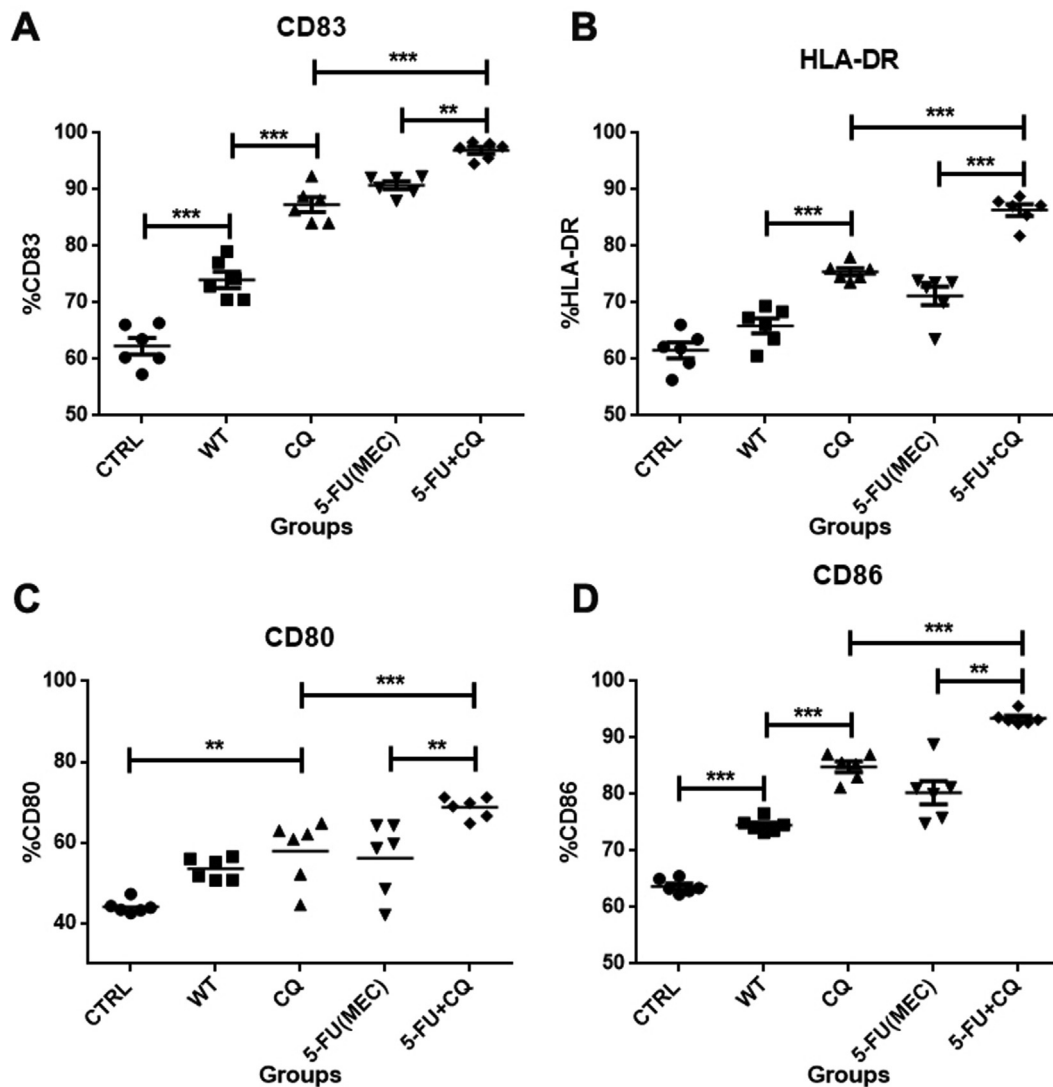 A
CD83
***
**
***
***
%CD83
100
90
80
70
60
50
CTRL
WT
CQ
5-FU(MEC)
5-FU+CQ
Groups
B
HLA-DR
***
***
***
%HLA-DR
100
90
80
70
60
50
CTRL
WT
CQ
5-FU(MEC)
5-FU+CQ
Groups
C
CD80
***
**
**
%CD80
100
80
60
40
CTRL
WT
CQ
5-FU(MEC)
5-FU+CQ
Groups
D
CD86
***
**
***
***
%CD86
100
90
80
70
60
50
CTRL
WT
CQ
5-FU(MEC)
5-FU+CQ
Groups